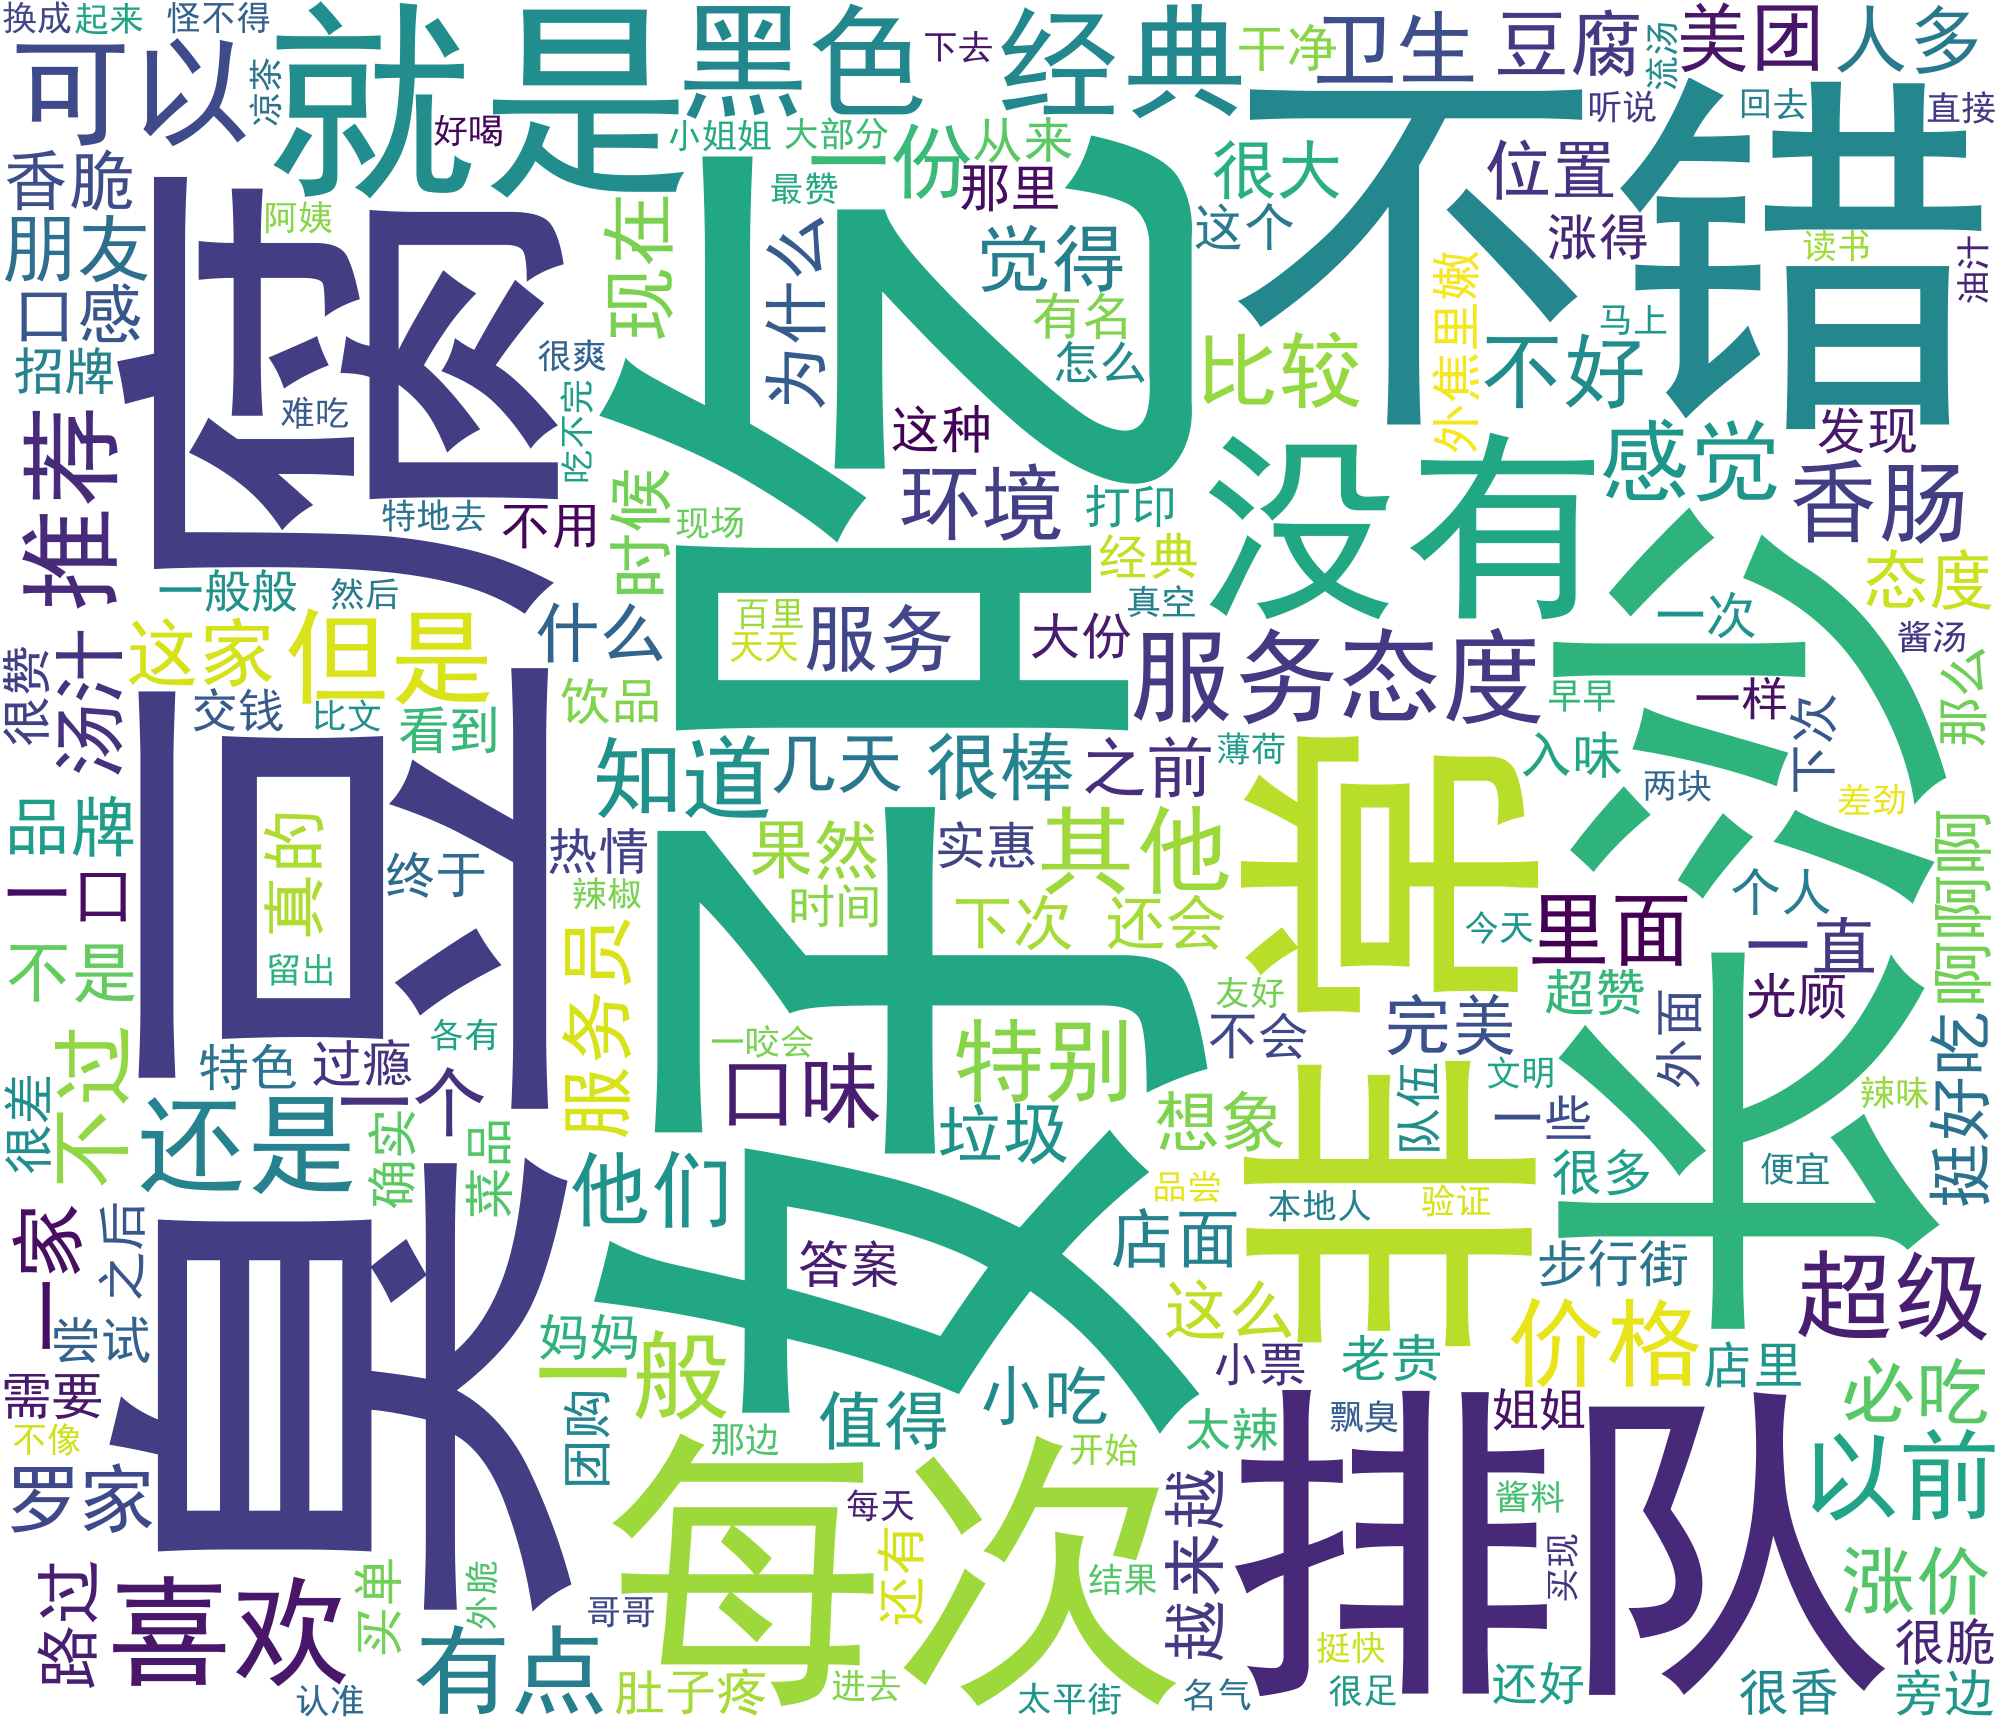 换成
起来
怪不得
可以
就是
黑色
下去
经典
干净
卫生
豆腐
流汤
美团
人多
凉茶
好喝
小姐姐
大部分
一份
从来
不错
听说
回去
直接
香脆
阿姨
最赞
那里
很大
位置
朋友
臭豆腐
现在
为什么
觉得
这个
涨得
读书
油汁
口感
有名
外焦里嫩
马上
招牌
很爽
怎么
比较
不好
难吃
吃不完
这种
发现
推荐
特地去
不用
时候
现场
环境
打印
没有
感觉
香肠
一般般
然后
经典
态度
百里
天天
真空
这家
但是
什么
服务
大份
服务态度
一次
酱汤
很赞
汤汁
交钱
比文
看到
饮品
早早
一样
那么
知道
几天
很棒
之前
薄荷
入味
下次
两块
差劲
品牌
真的
终于
热情
果然
实惠
其他
非常
长沙
一口
辣椒
时间
下次
还会
个人
啊啊啊
不是
留出
服务员
里面
一直
今天
超赞
光顾
不过
特色
过瘾
各有
一咬会
特别
友好
不会
完美
外面
挺好吃
很差
一个
口味
垃圾
想象
队伍
文明
一些
辣味
还是
确实
菜品
他们
很多
便宜
品尝
本地人
验证
一家
之后
答案
店面
步行街
超级
尝试
妈妈
一般
这么
价格
小票
老贵
店里
需要
团购
值得
小吃
太辣
飘臭
姐姐
必吃
不像
罗家
那边
开始
排队
以前
每次
每天
越来越
酱料
路过
喜欢
买单
外脆
哥哥
还有
结果
买现
涨价
有点
挺快
很脆
认准
肚子疼
进去
太平街
名气
很足
还好
很香
旁边